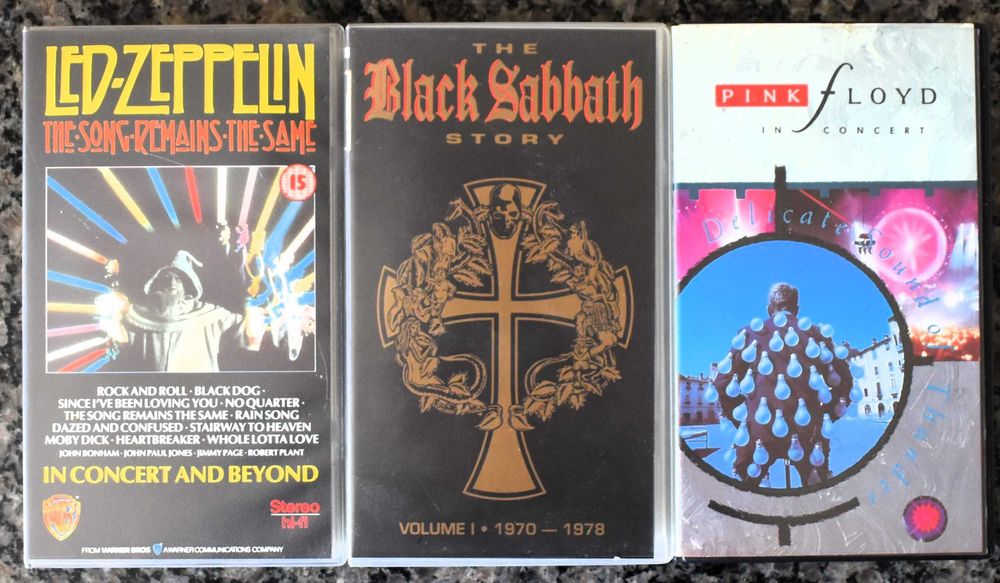 LED-ZEPPELIN
THE·SONG·REMAINS·THE·SAME
15
ROCK AND ROLL · BLACK DOG ·
SINCE I'VE BEEN LOVING YOU · NO QUARTER ·
THE SONG REMAINS THE SAME · RAIN SONG
DAZED AND CONFUSED · STAIRWAY TO HEAVEN
MOBY DICK · HEARTBREAKER · WHOLE LOTTA LOVE
JOHN BONHAM · JOHN PAUL JONES · JIMMY PAGE · ROBERT PLANT
IN CONCERT AND BEYOND
Stereo
hi-fi
FROM WARNER BROS A WARNER COMMUNICATIONS COMPANY
THE
Black Sabbath
STORY
VOLUME I · 1970 — 1978
PINK FLOYD
IN CONCERT
Delicate Sound of Thunder